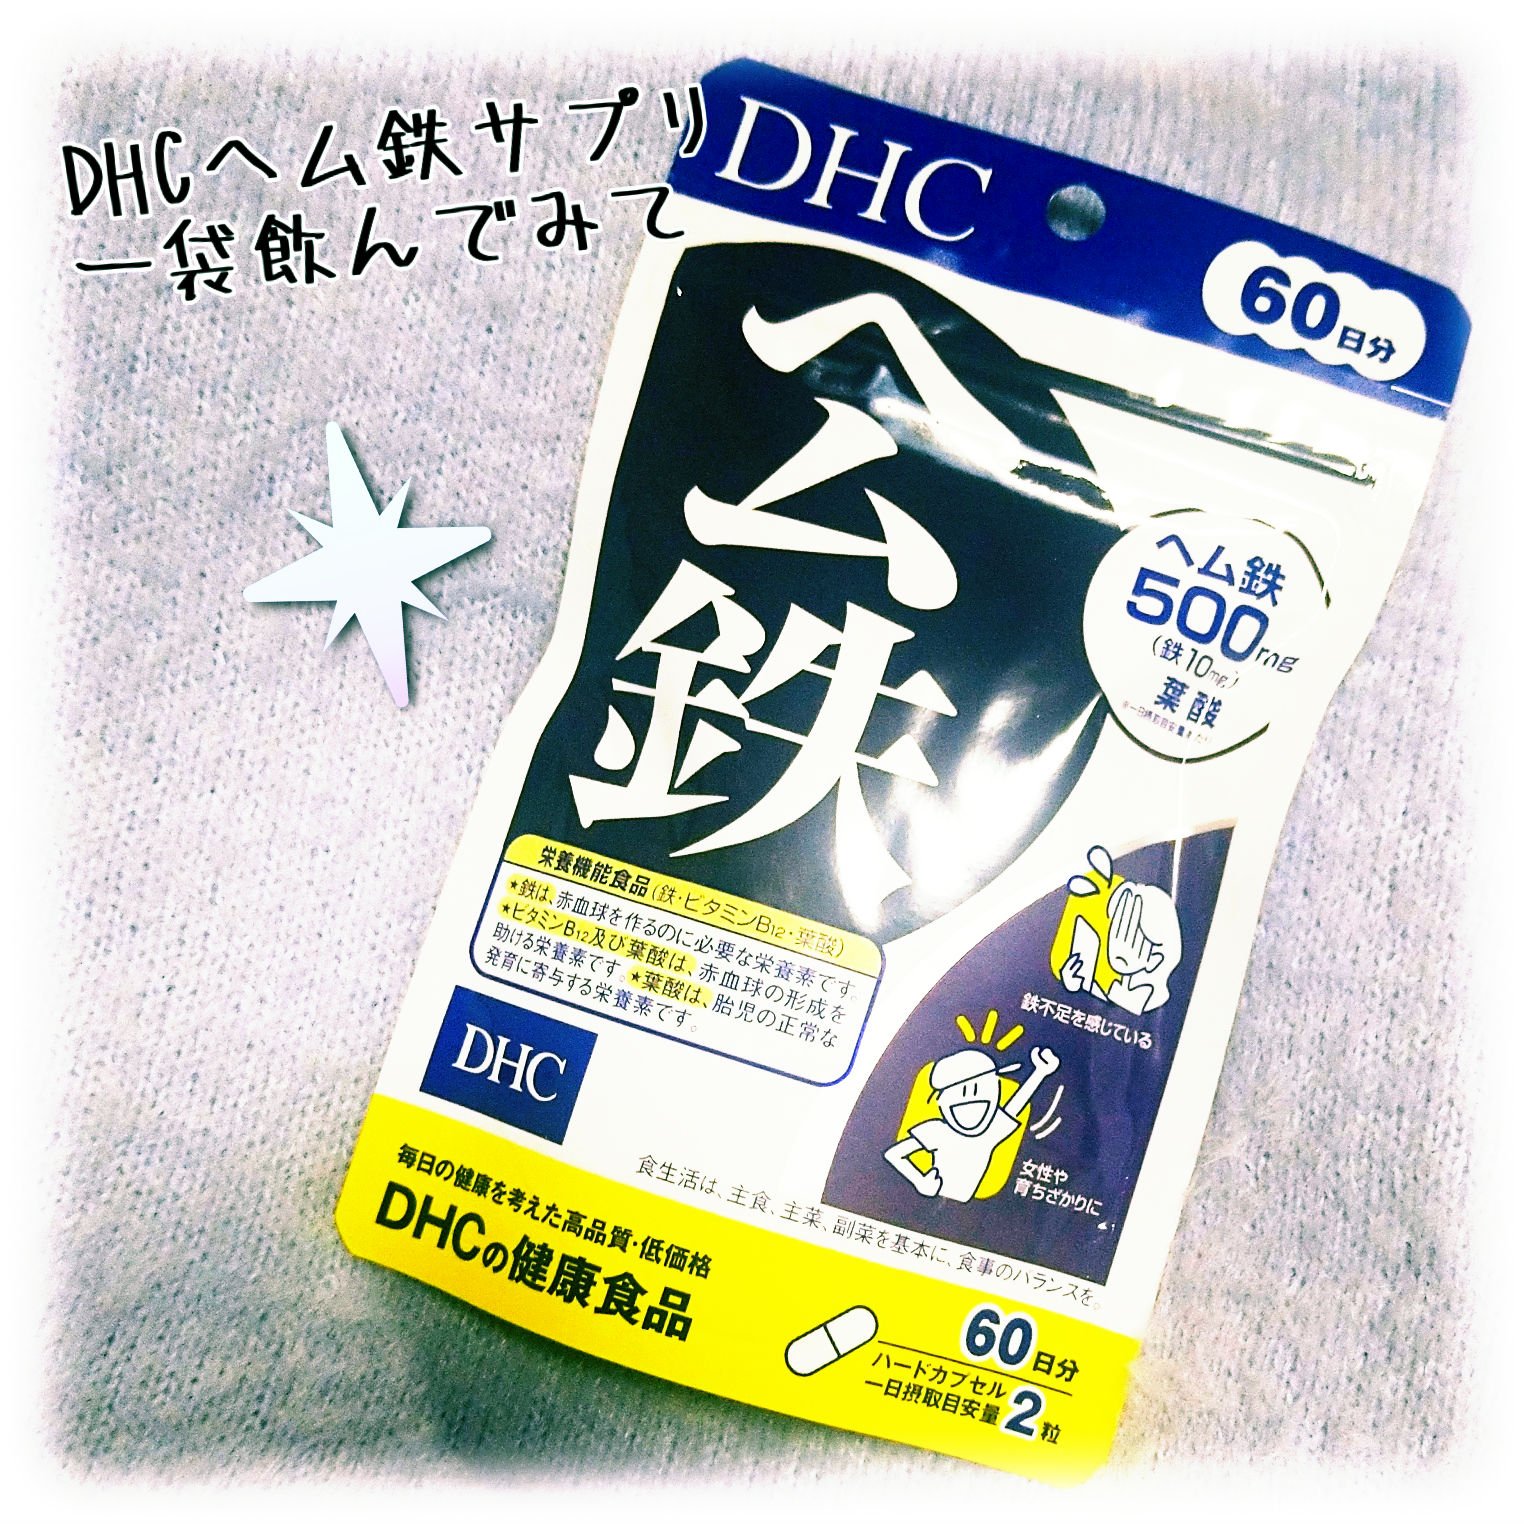 DHCヘム鉄サプリ
一袋飲んでみて
DHC
60日分
ヘム鉄
ヘム鉄
500mg
(鉄10mg)
葉酸
栄養機能食品(鉄・ビタミンB12・葉酸)
★鉄は、赤血球を作るのに必要な栄養素です。
★ビタミンB12及び葉酸は、赤血球の形成を
助ける栄養素です。★葉酸は、胎児の正常な
発育に寄与する栄養素です。
鉄不足を感じている
女性や
育ちざかりに
DHC
食生活は、主食、主菜、副菜を基本に、食事のバランスを。
毎日の健康を考えた高品質・低価格
DHCの健康食品
60日分
ハードカプセル
一日摂取目安量2粒